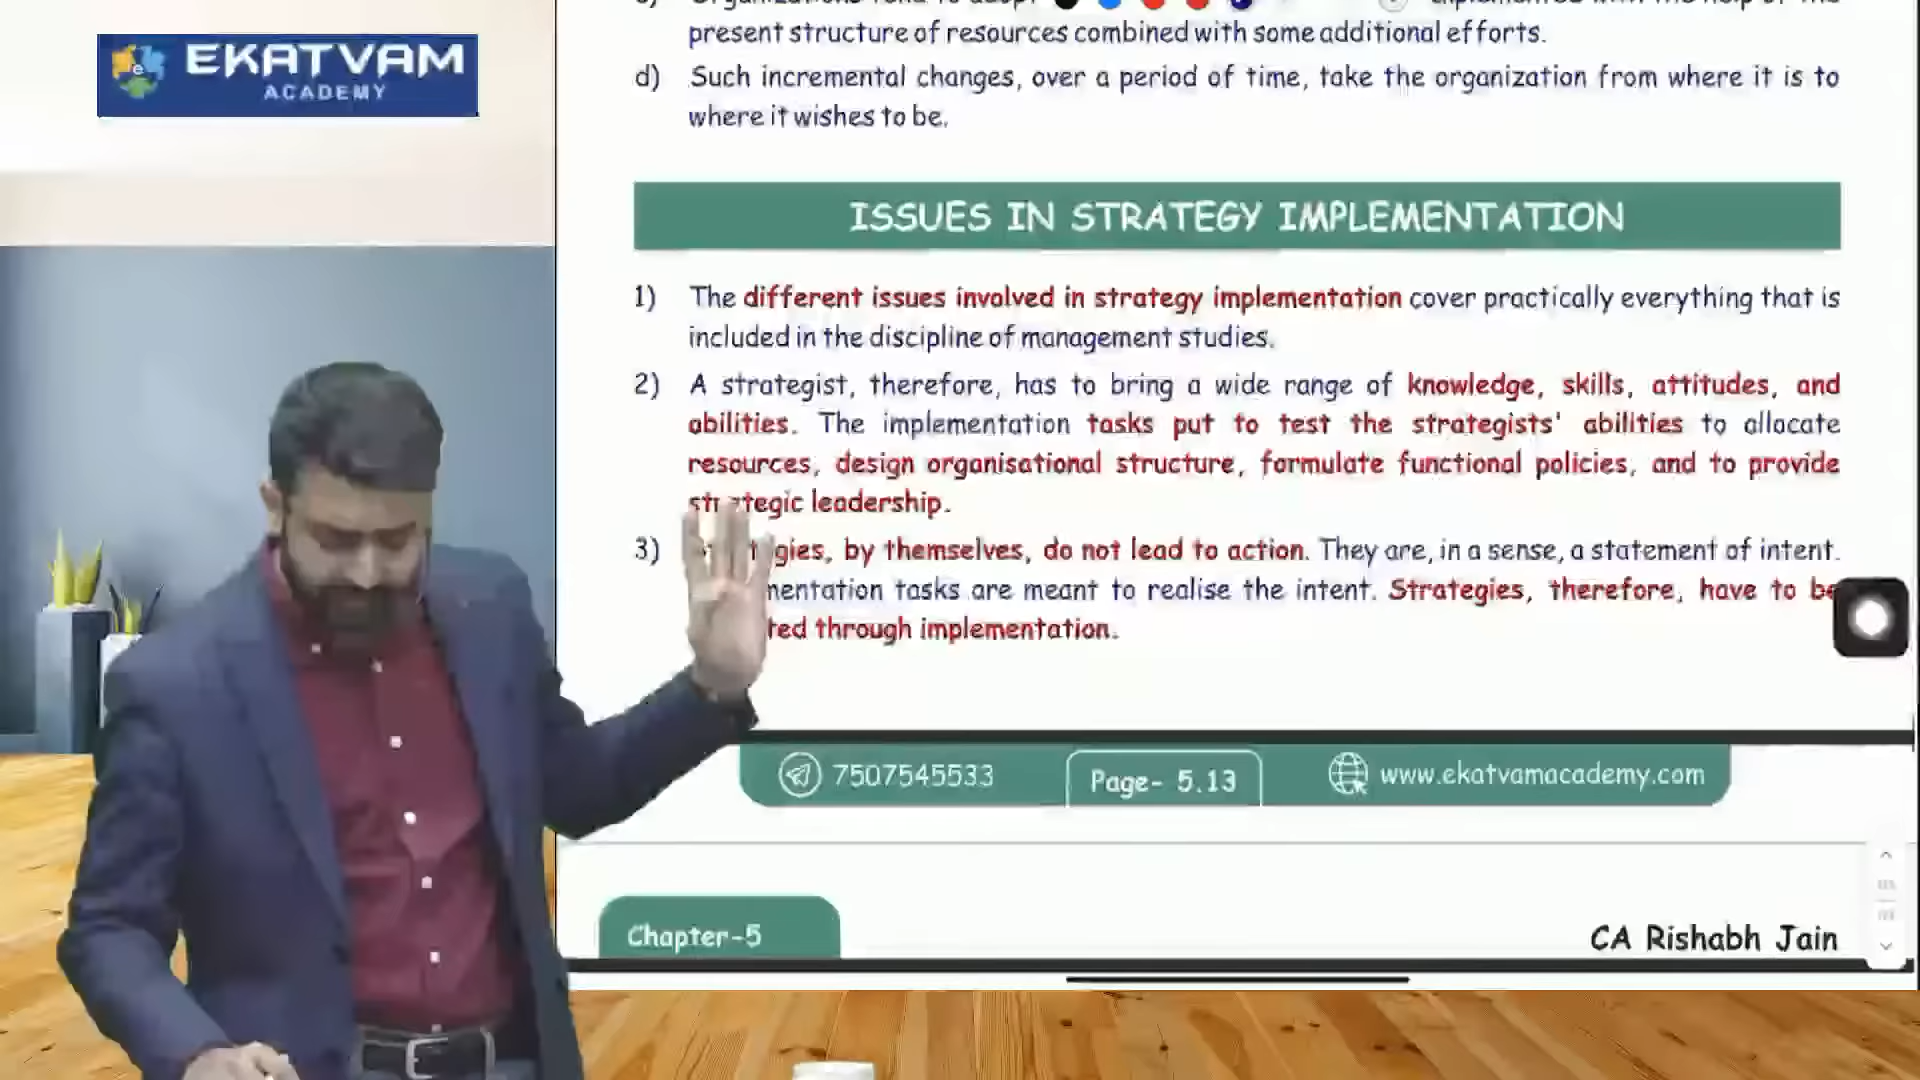 EKATVAM
ACADEMY
present structure of resources combined with some additional efforts.
d) Such incremental changes, over a period of time, take the organization from where it is to
where it wishes to be.
ISSUES IN STRATEGY IMPLEMENTATION
1) The different issues involved in strategy implementation cover practically everything that is
included in the discipline of management studies.
2) A strategist, therefore, has to bring a wide range of knowledge, skills, attitudes, and
abilities. The implementation tasks put to test the strategists' abilities to allocate
resources, design organisational structure, formulate functional policies, and to provide
strategic leadership.
3) gies, by themselves, do not lead to action. They are, in a sense, a statement of intent.
mentation tasks are meant to realise the intent. Strategies, therefore, have to be
ted through implementation.
7507545533
Page- 5.13
www.ekatvamacademy.com
Chapter-5
CA Rishabh Jain